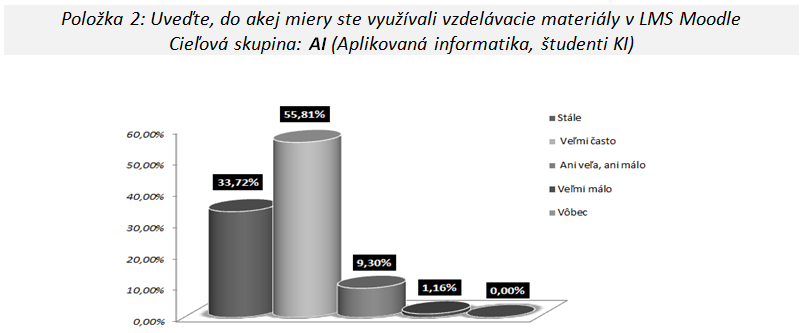 Položka 2: Uveďte, do akej miery ste využívali vzdelávacie materiály v LMS Moodle
Cieľová skupina: AI (Aplikovaná informatika, študenti KI)
60,00%
50,00%
40,00%
30,00%
20,00%
10,00%
0,00%
33,72%
55,81%
9,30%
1,16%
0,00%
Stále
Veľmi často
Ani veľa, ani málo
Veľmi málo
Vôbec